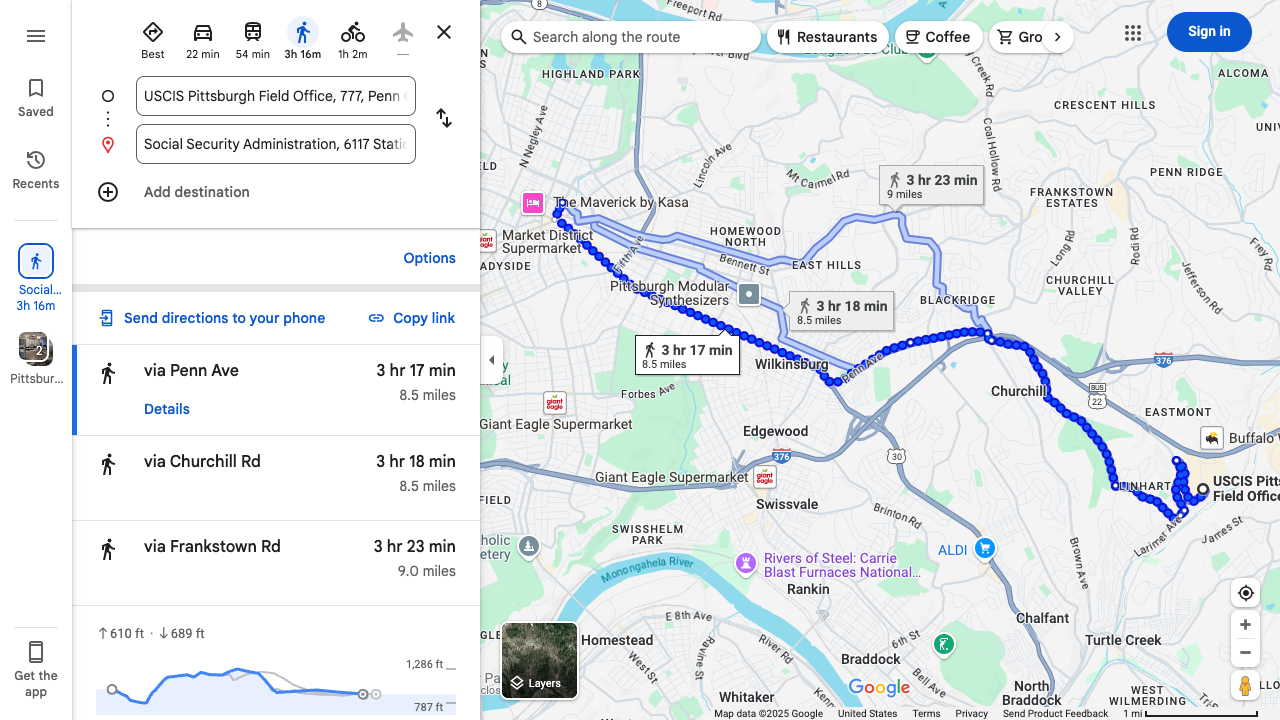 Saved
Recents
Social...
3h 16m
2
Pittsbur...
Get the
app
Best
22 min
54 min
3h 16m
1h 2m
—
USCIS Pittsburgh Field Office, 777, Penn
Social Security Administration, 6117 Static
Add destination
Options
Send directions to your phone
Copy link
via Penn Ave
3 hr 17 min
8.5 miles
Details
via Churchill Rd
3 hr 18 min
8.5 miles
via Frankstown Rd
3 hr 23 min
9.0 miles
610 ft · 689 ft
1,286 ft
787 ft
Search along the route
Restaurants
Coffee
Gro
Sign in
8
Freeport Rd
Longue Vue Club
HIGHLAND PARK
ALCOMA
CRESCENT HILLS
N Negley Ave
Lincoln Ave
Coal Hollow Rd
UNIV
Mt Carmel Rd
PENN RIDGE
3 hr 23 min
9 miles
FRANKSTOWN
ESTATES
The Maverick by Kasa
Market District
Supermarket
HOMEWOOD
NORTH
Fifth Ave
Bennett St
EAST HILLS
ADYSIDE
Long Rd
Rodi Rd
Frey Rd
Jefferson Rd
CHURCHILL
VALLEY
Pittsburgh Modular
Synthesizers
BLACKRIDGE
3 hr 18 min
8.5 miles
3 hr 17 min
8.5 miles
Wilkinsburg
Penn Ave
376
Forbes Ave
Churchill
BUS
22
EASTMONT
giant eagle
Giant Eagle Supermarket
Edgewood
Buffalo W
376
30
Giant Eagle Supermarket
LINHART
USCIS Pitts
Field Office
Swissvale
SWISSHELM
PARK
Brinton Rd
Larimer Ave
James St
ALDI
Brown Ave
Rivers of Steel: Carrie
Blast Furnaces National...
Monongahela River
Rankin
E 8th Ave
Chalfant
Homestead
Ravine St
River Rd
6th St
Turtle Creek
Braddock
Bell Ave
Layers
Google
Whitaker
North
Braddock
WEST
WILMERDING
Map data ©2025 Google
United States
Terms
Privacy
Send Product Feedback
1 mi